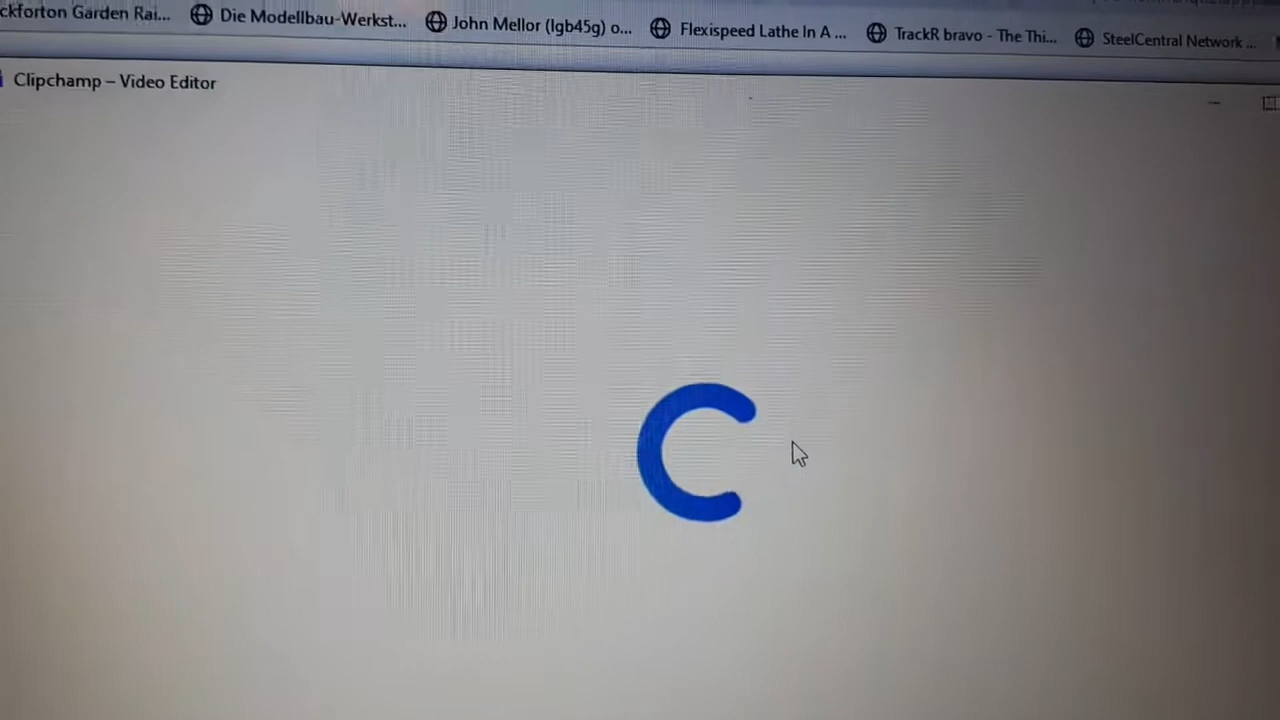 ckforton Garden Rai... Die Modellbau-Werkst... John Mellor (lgb45g) o... Flexispeed Lathe In A ... TrackR bravo - The Thi... SteelCentral Network ...
Clipchamp – Video Editor